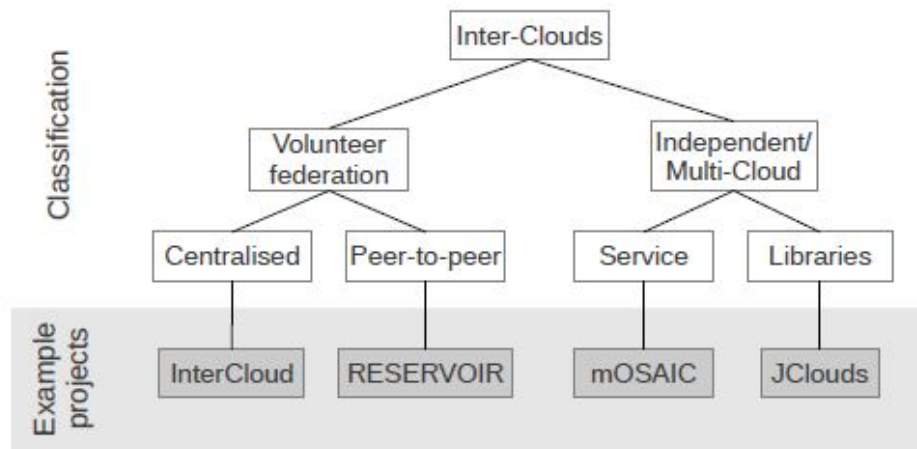 Inter-Clouds
Classification
Volunteer
federation
Independent/
Multi-Cloud
Centralised
Peer-to-peer
Service
Libraries
Example
projects
InterCloud
RESERVOIR
mOSAIC
JClouds